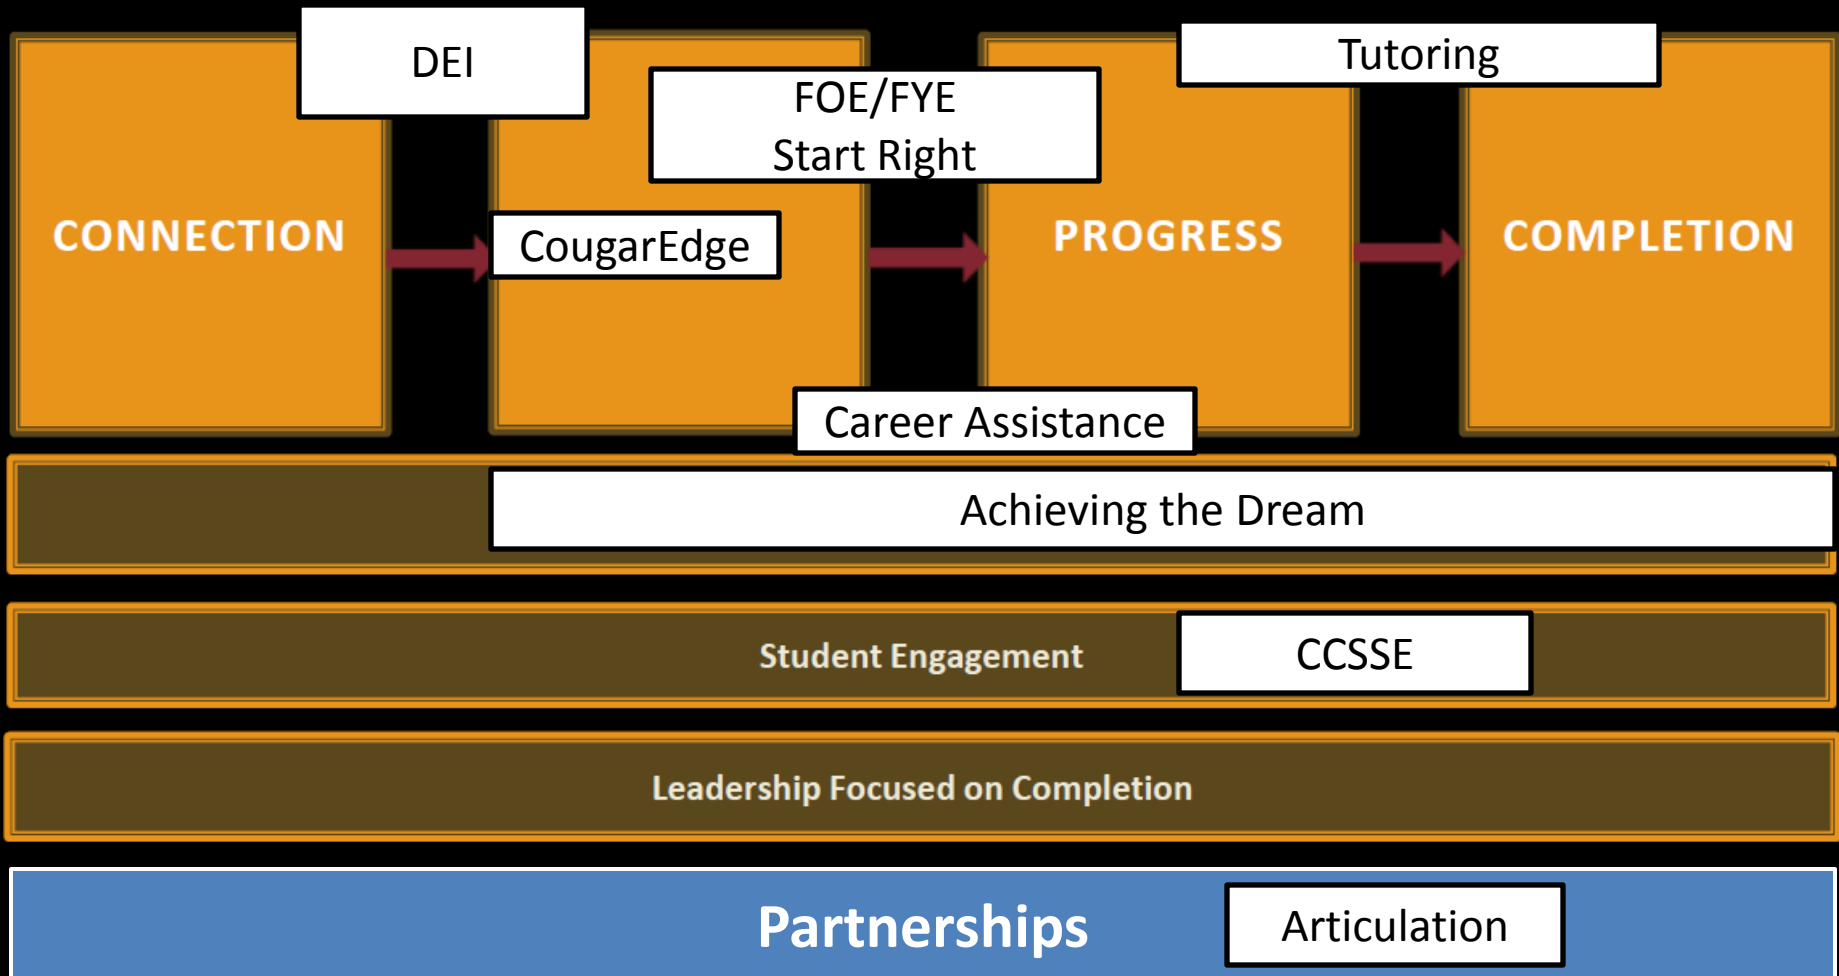 DEI
Tutoring
FOE/FYE
Start Right
CONNECTION
CougarEdge
PROGRESS
COMPLETION
Career Assistance
Achieving the Dream
Student Engagement
CCSSE
Leadership Focused on Completion
Partnerships
Articulation